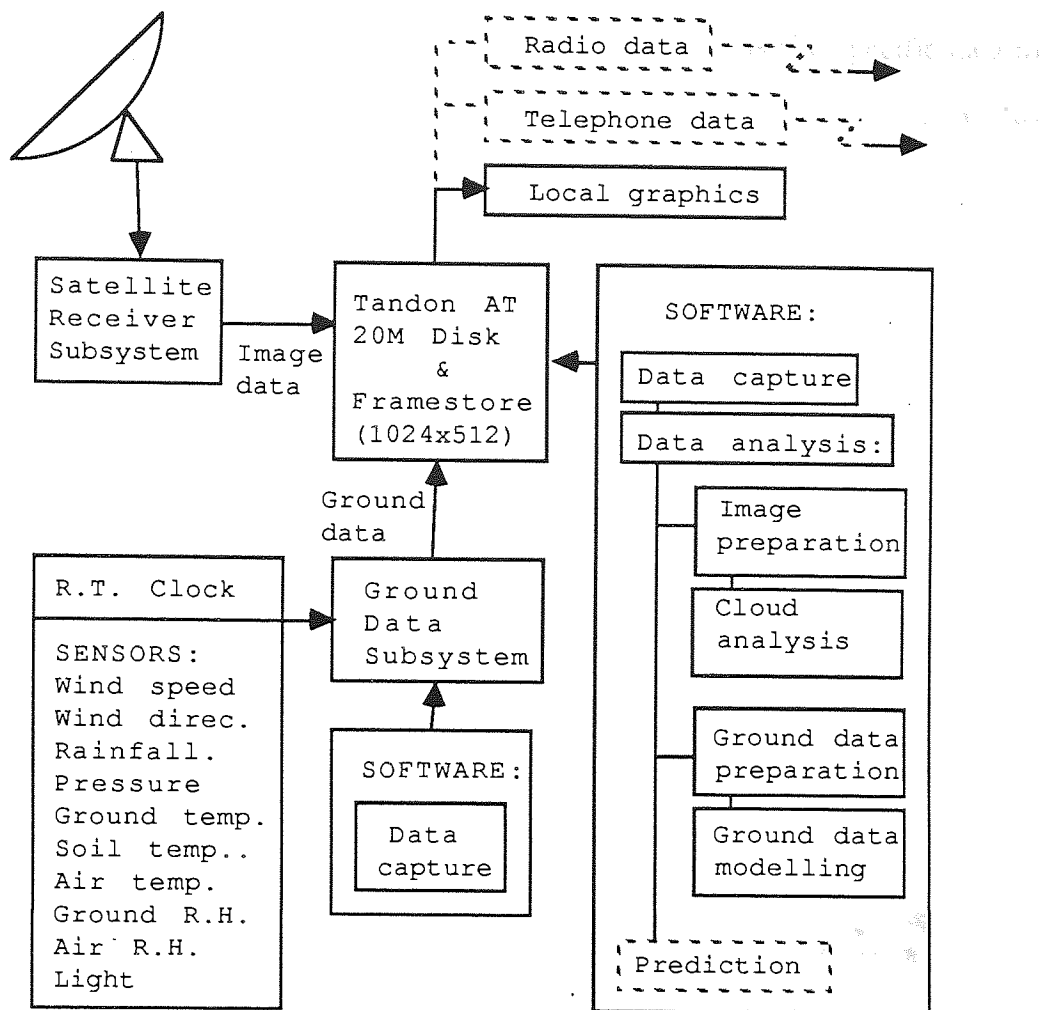 Radio data
Telephone data
Local graphics
Satellite
Receiver
Subsystem
Image
data
Tandon AT
20M Disk
&
Framestore
(1024x512)
SOFTWARE:
Data capture
Data analysis:
Image
preparation
Cloud
analysis
Ground data
preparation
Ground data
modelling
Prediction
Ground
data
R.T. Clock
SENSORS:
Wind speed
Wind direc.
Rainfall.
Pressure
Ground temp.
Soil temp..
Air temp.
Ground R.H.
Air R.H.
Light
Ground
Data
Subsystem
SOFTWARE:
Data
capture